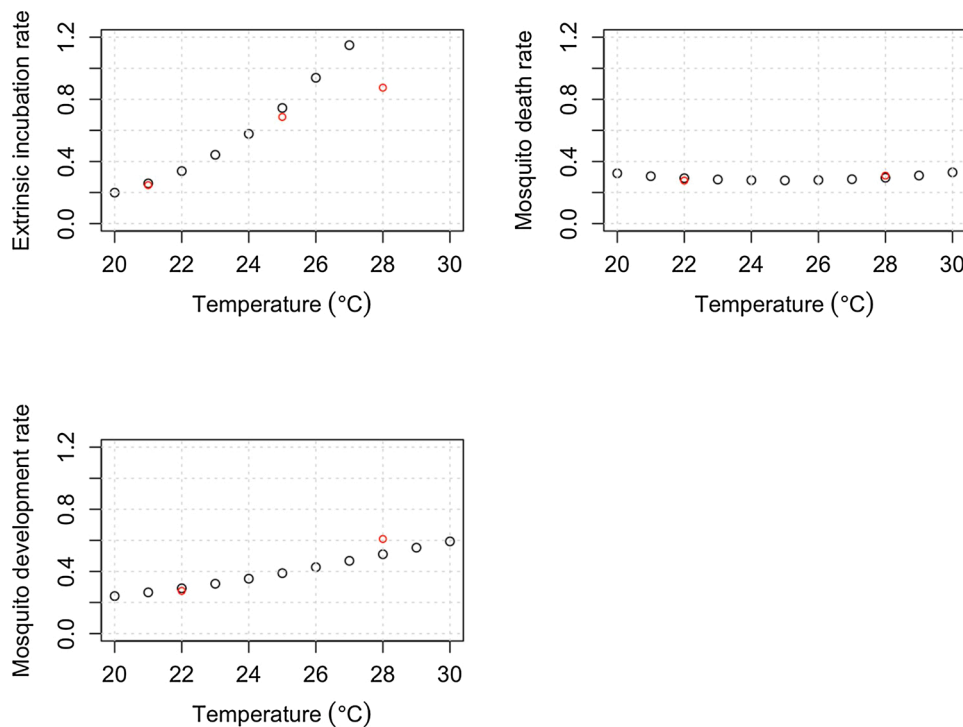 Extrinsic incubation rate
0.0 0.4 0.8 1.2
20 22 24 26 28 30
Temperature (°C)
Mosquito death rate
0.0 0.4 0.8 1.2
20 22 24 26 28 30
Temperature (°C)
Mosquito development rate
0.0 0.4 0.8 1.2
20 22 24 26 28 30
Temperature (°C)